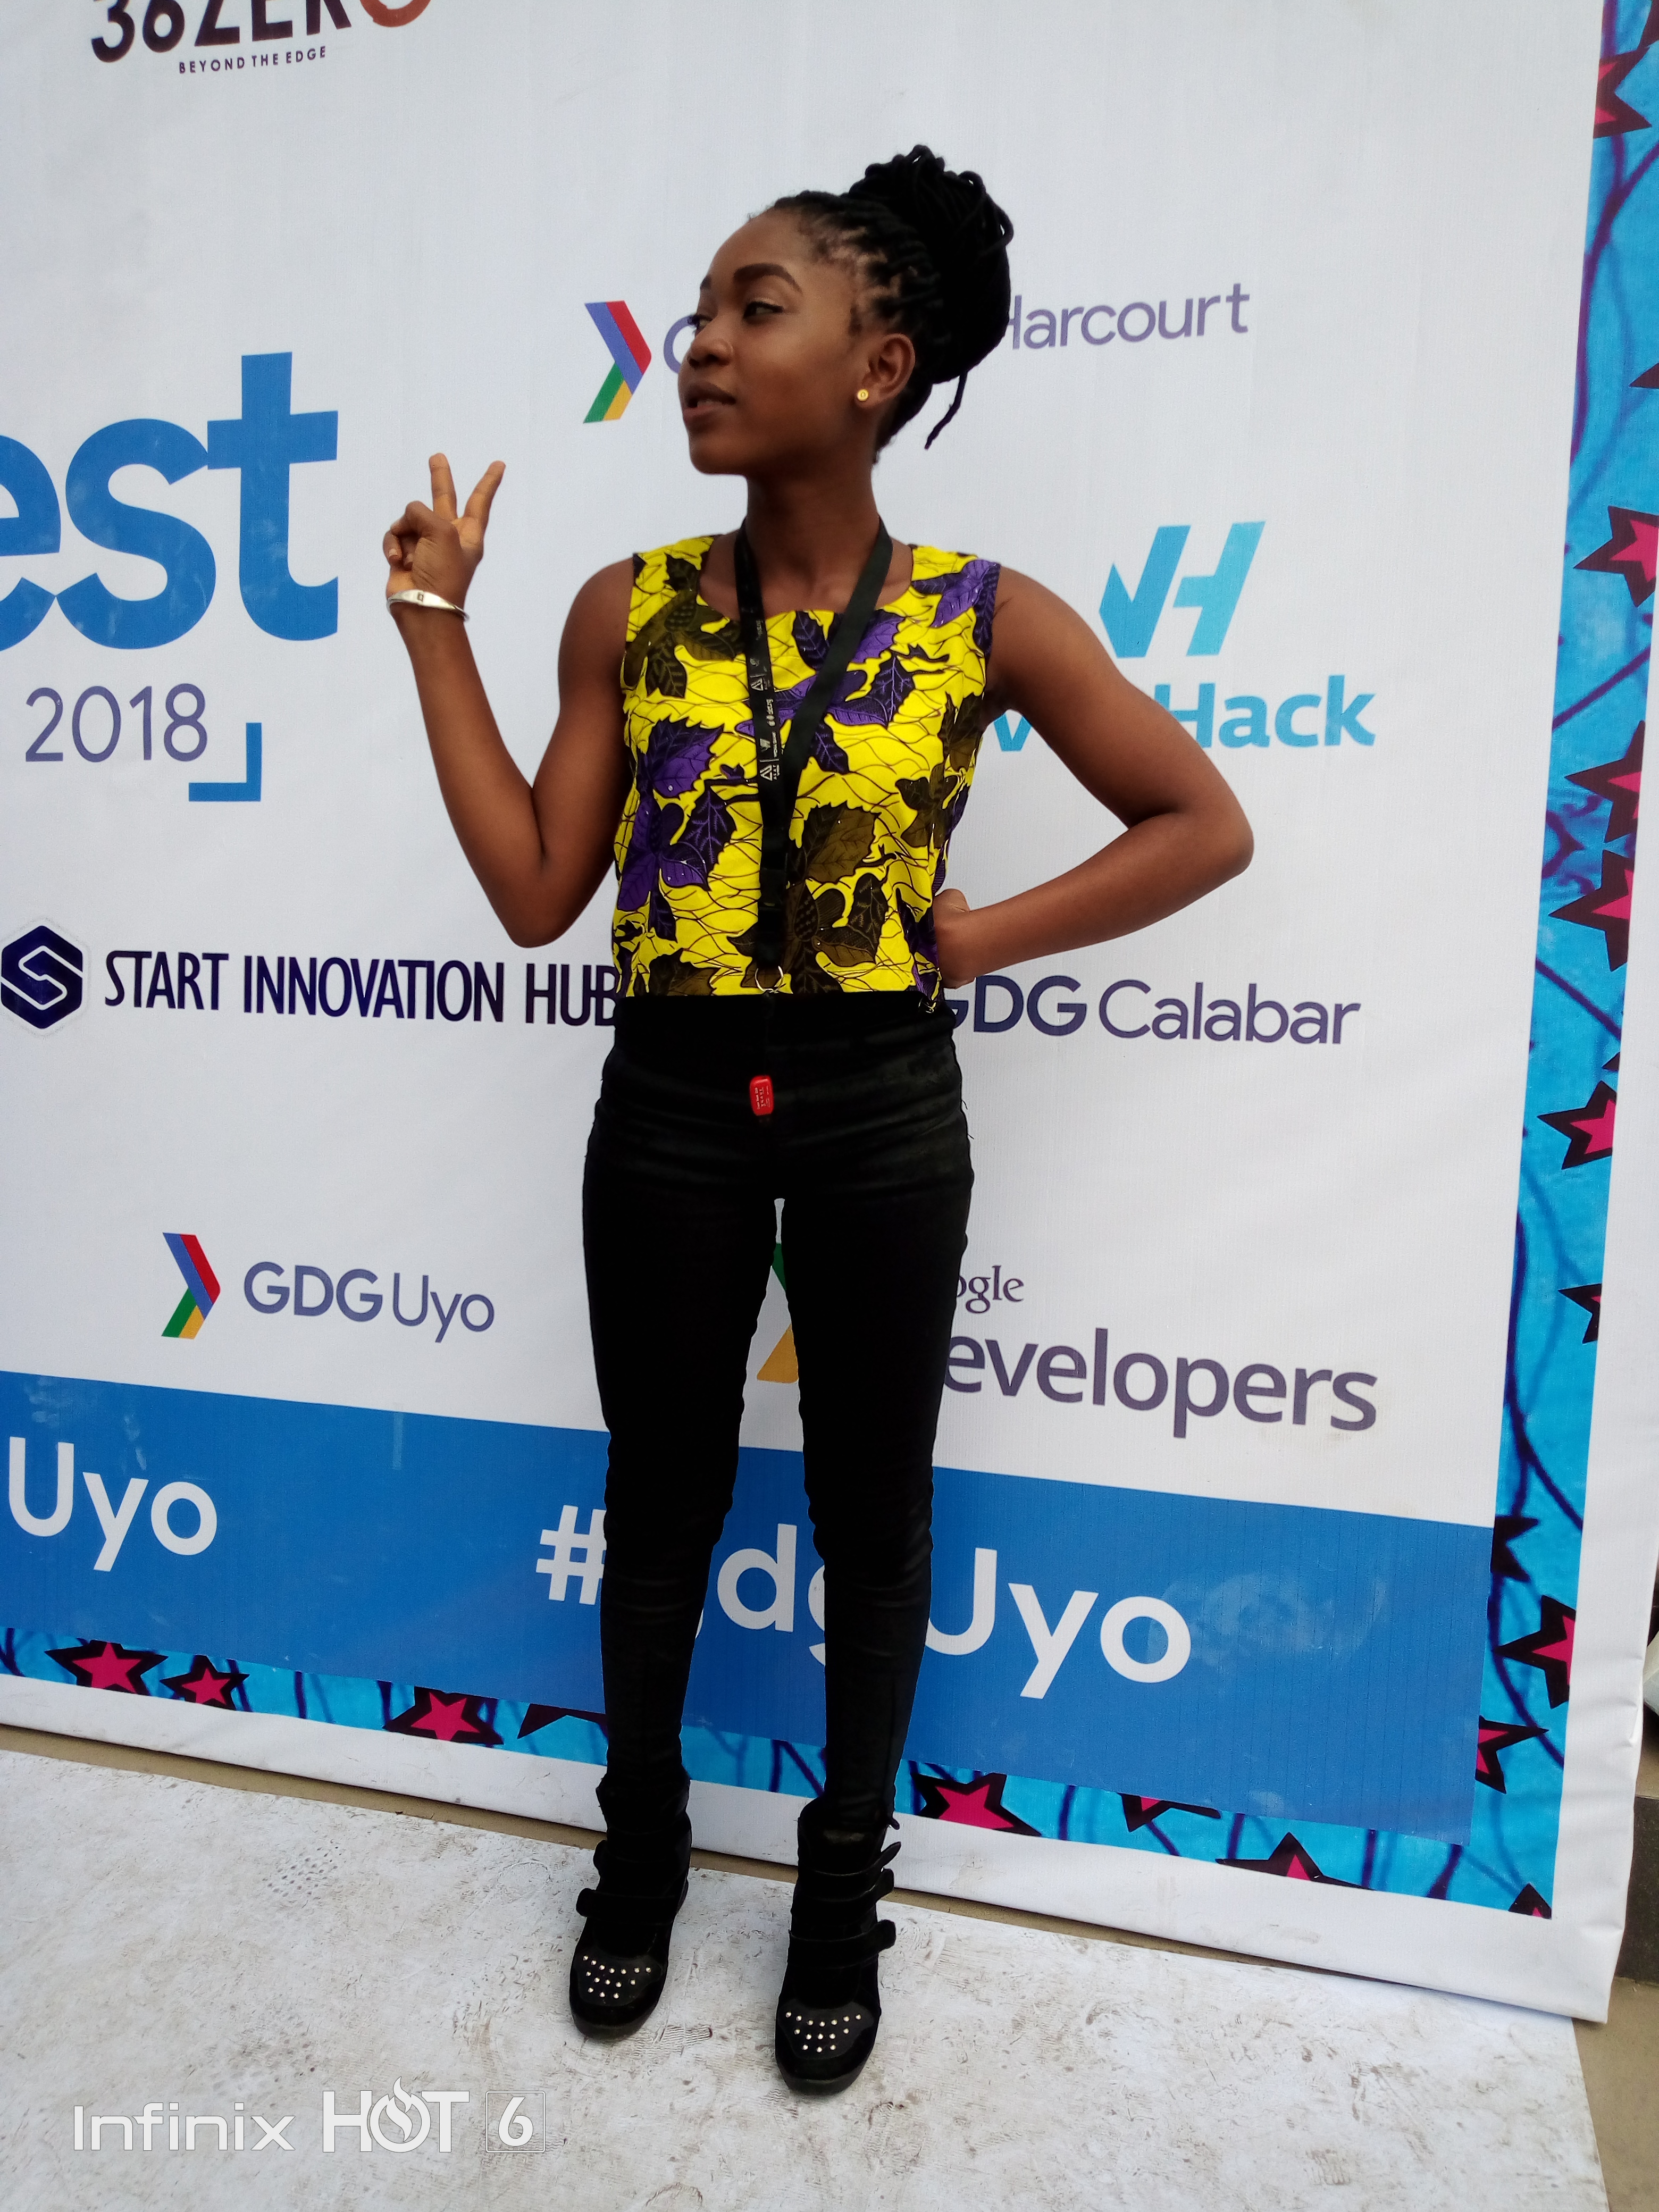 36ZERO
BEYOND THE EDGE
Harcourt
est
2018
Hack
START INNOVATION HUB
GDG Calabar
GDG Uyo
ogle
evelopers
Uyo
#gdgUyo
Infinix HOT 6